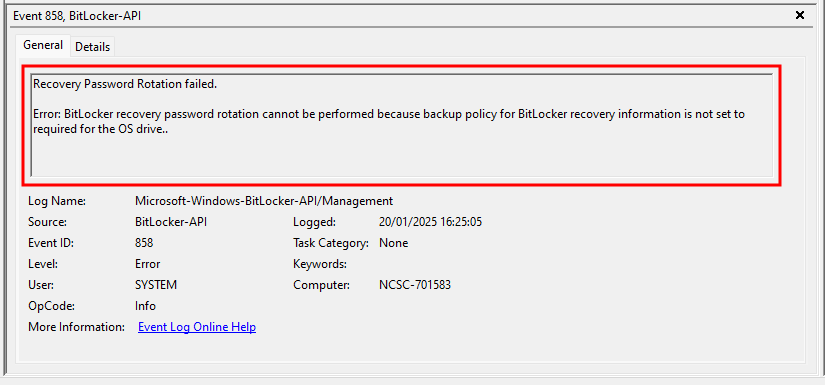 Event 858, BitLocker-API
General Details
Recovery Password Rotation failed.
Error: BitLocker recovery password rotation cannot be performed because backup policy for BitLocker recovery information is not set to
required for the OS drive..
Log Name: Microsoft-Windows-BitLocker-API/Management
Source: BitLocker-API Logged: 20/01/2025 16:25:05
Event ID: 858 Task Category: None
Level: Error Keywords:
User: SYSTEM Computer: NCSC-701583
OpCode: Info
More Information: Event Log Online Help